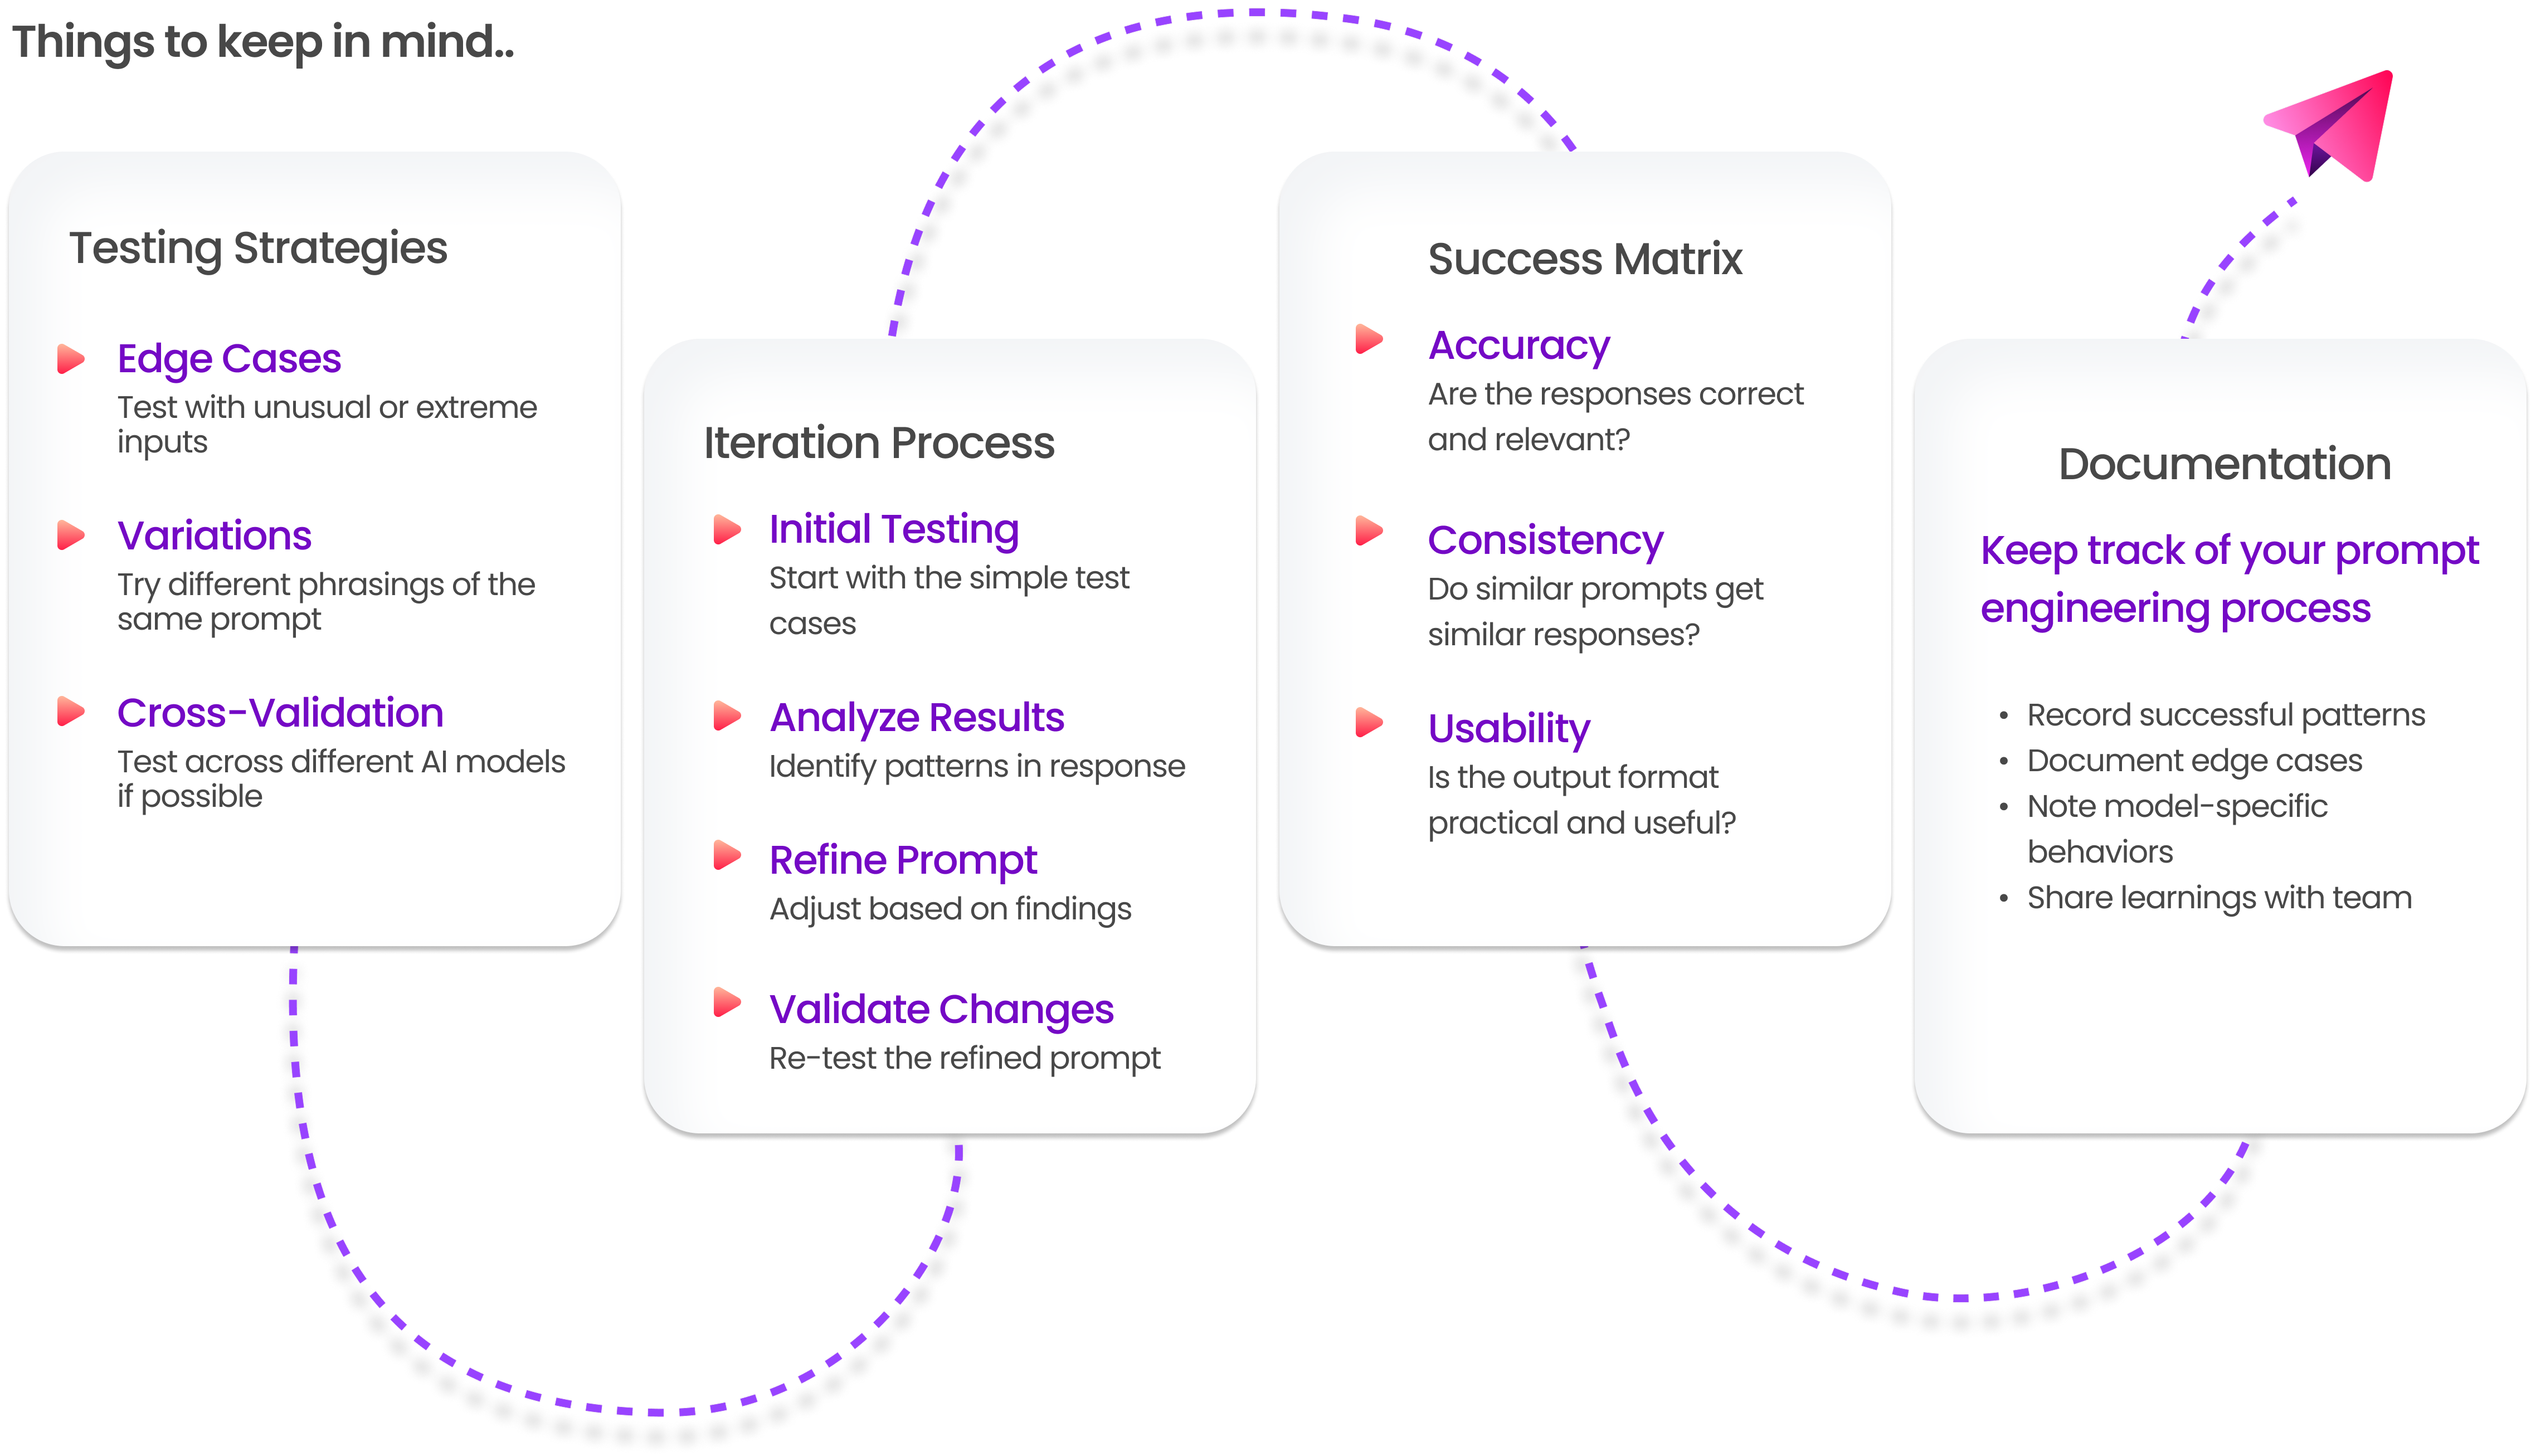 Things to keep in mind..
Testing Strategies
Edge Cases
Test with unusual or extreme
inputs
Variations
Try different phrasings of the
same prompt
Cross-Validation
Test across different AI models
if possible
Iteration Process
Initial Testing
Start with the simple test
cases
Analyze Results
Identify patterns in response
Refine Prompt
Adjust based on findings
Validate Changes
Re-test the refined prompt
Success Matrix
Accuracy
Are the responses correct
and relevant?
Consistency
Do similar prompts get
similar responses?
Usability
Is the output format
practical and useful?
Documentation
Keep track of your prompt
engineering process
• Record successful patterns
• Document edge cases
• Note model-specific
behaviors
• Share learnings with team